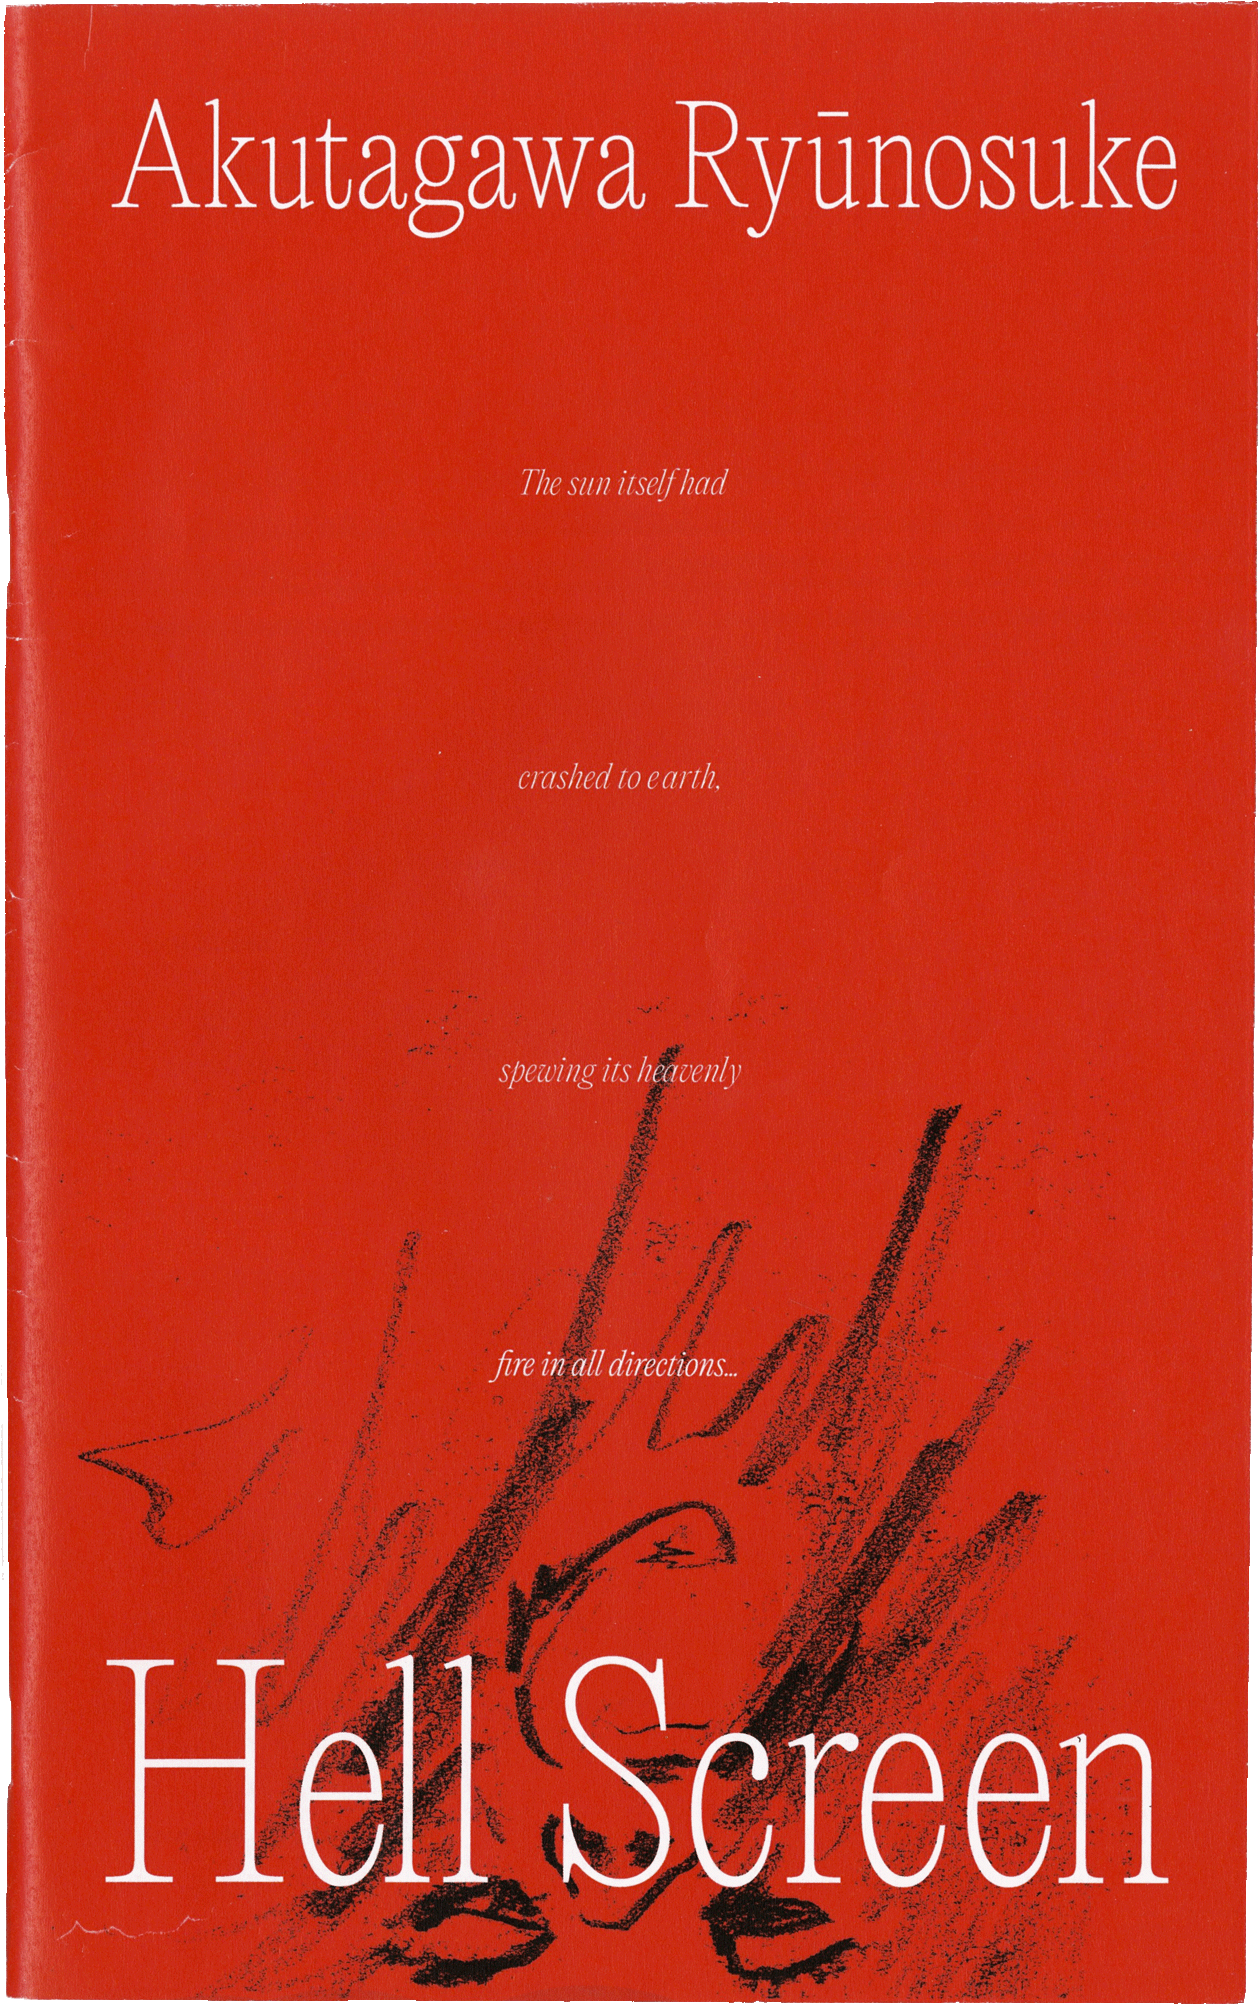 Akutagawa Ryūnosuke
The sun itself had
crashed to earth,
spewing its heavenly
fire in all directions...
Hell Screen